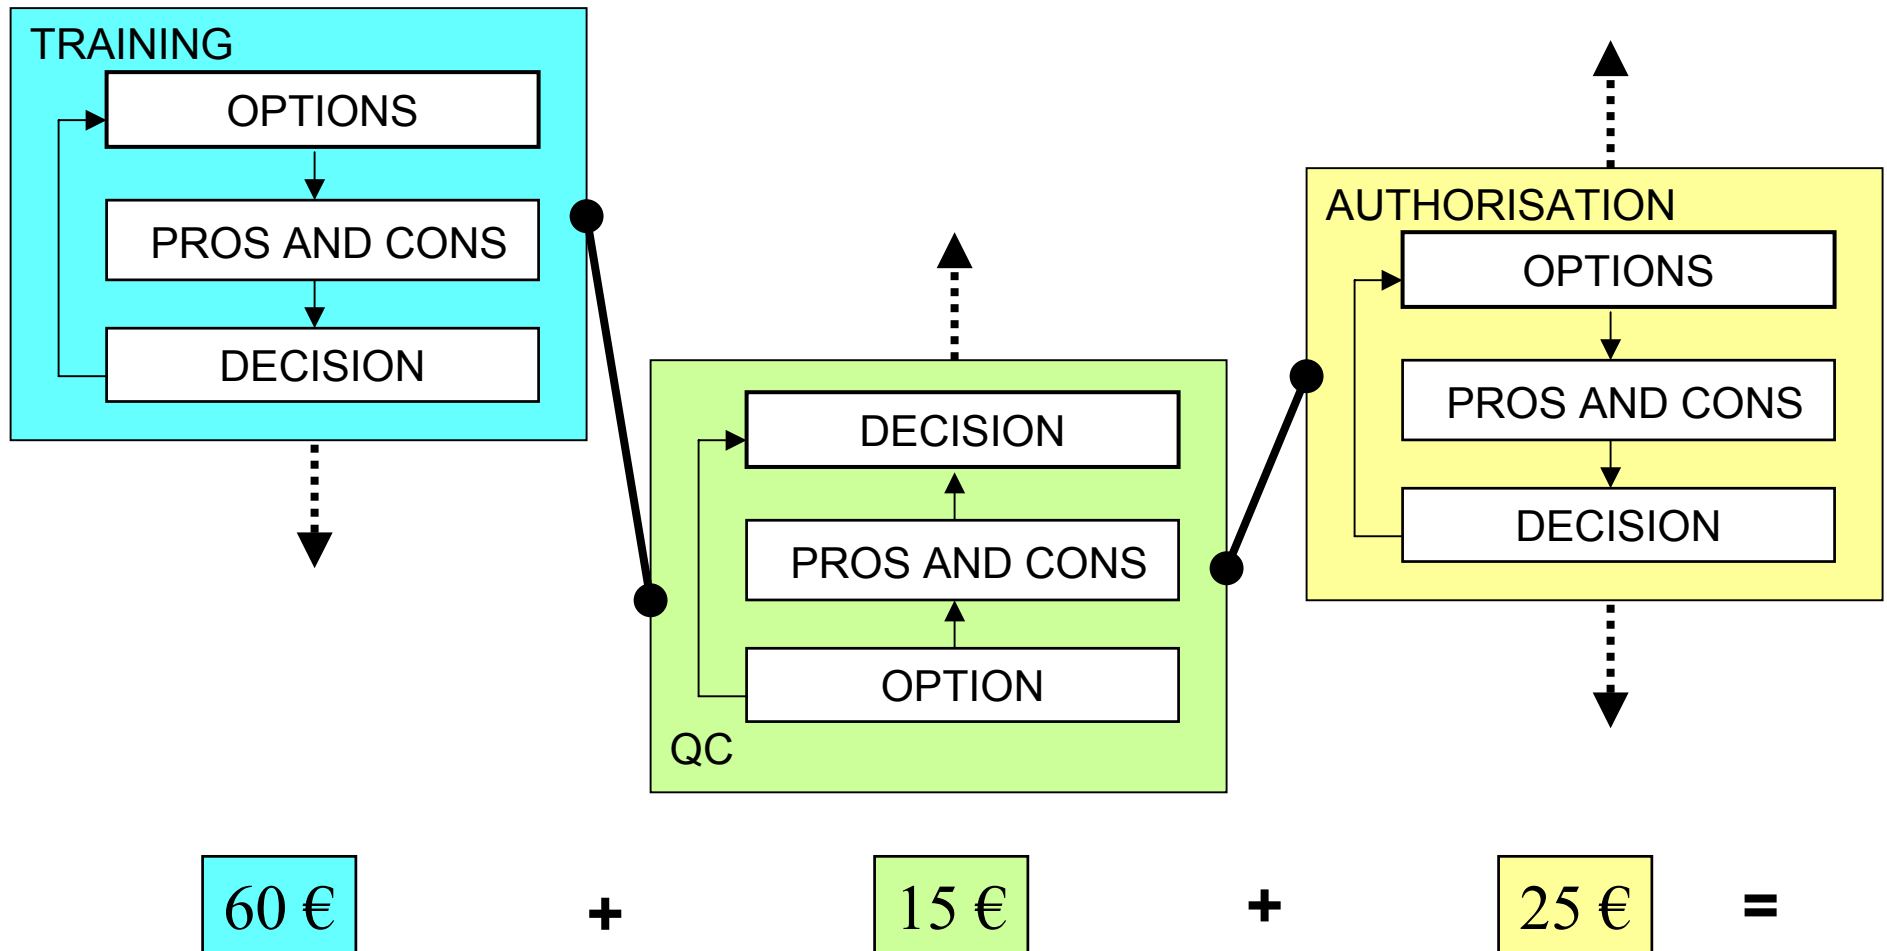 TRAINING
OPTIONS
PROS AND CONS
DECISION
DECISION
PROS AND CONS
OPTION
QC
AUTHORISATION
OPTIONS
PROS AND CONS
DECISION
60 € + 15 € + 25 € =